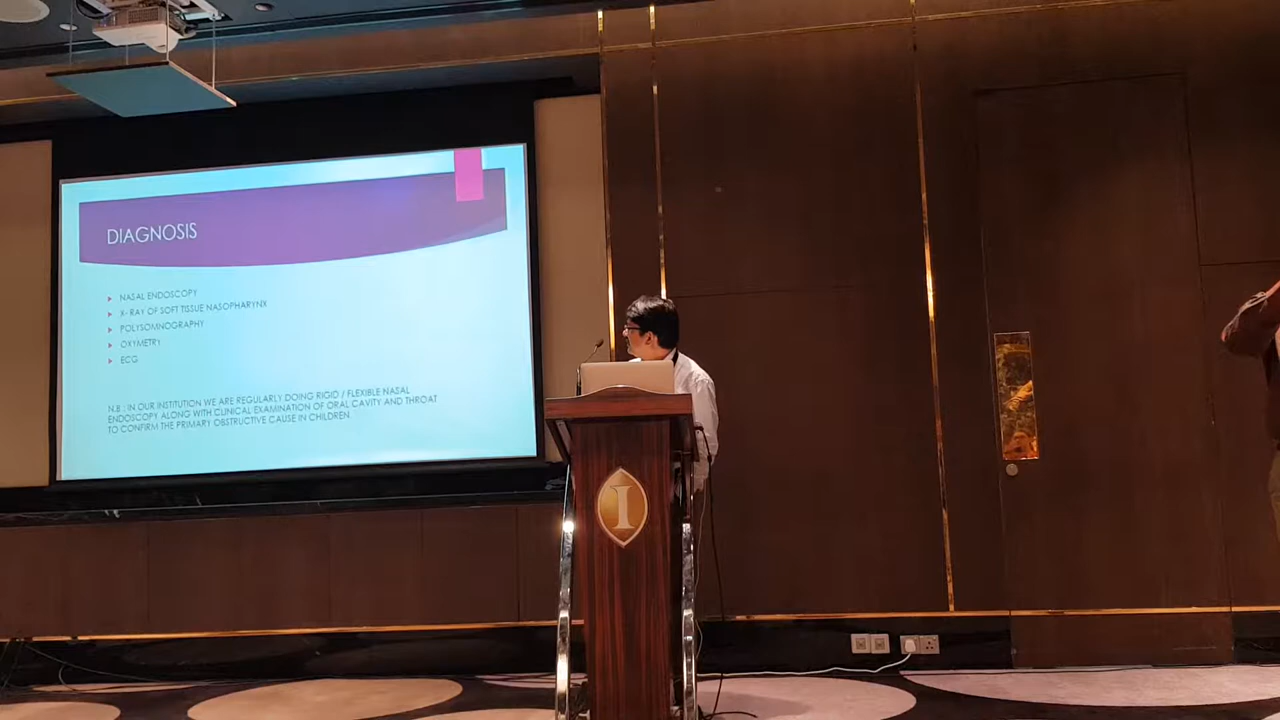 DIAGNOSIS
NASAL ENDOSCOPY
X- RAY OF SOFT TISSUE NASOPHARYNX
POLYSOMNOGRAPHY
OXYMETRY
ECG
N.B : IN OUR INSTITUTION WE ARE REGULARLY DOING RIGID / FLEXIBLE NASAL
ENDOSCOPY ALONG WITH CLINICAL EXAMINATION OF ORAL CAVITY AND THROAT
TO CONFIRM THE PRIMARY OBSTRUCTIVE CAUSE IN CHILDREN
I